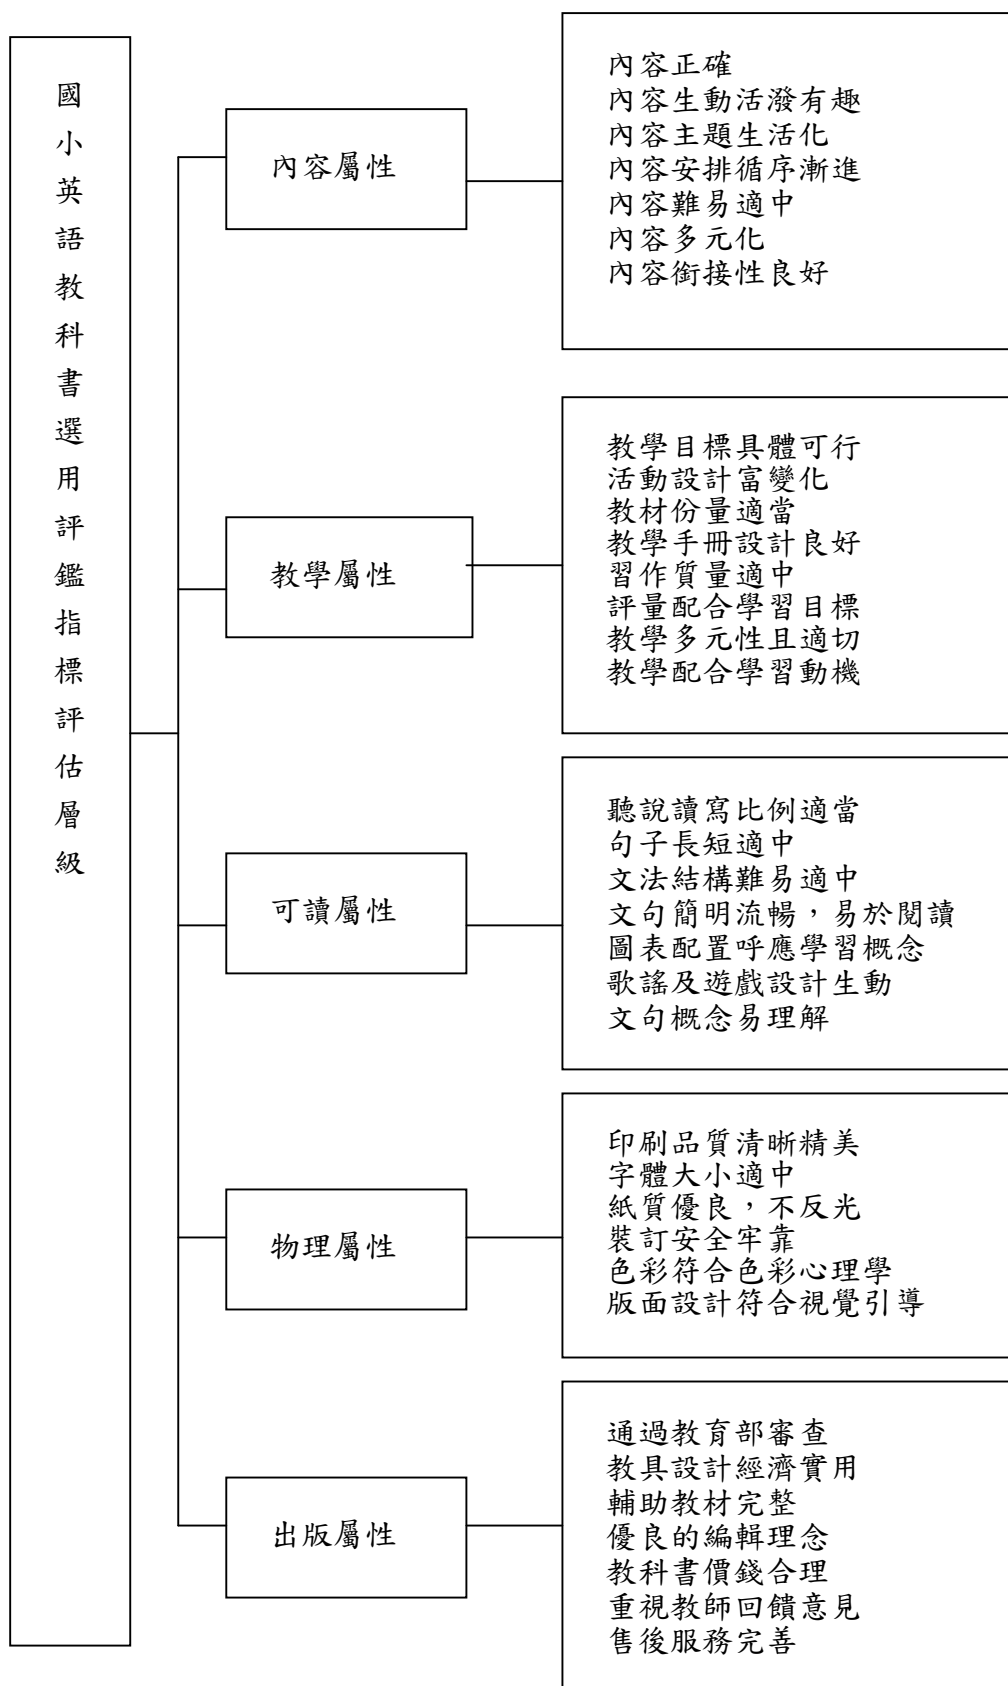 國小英語教科書選用評鑑指標評估層級
內容屬性
內容正確
內容生動活潑有趣
內容主題生活化
內容安排循序漸進
內容難易適中
內容多元化
內容銜接性良好
教學屬性
教學目標具體可行
活動設計富變化
教材份量適當
教學手冊設計良好
習作質量適中
評量配合學習目標
教學多元性且適切
教學配合學習動機
可讀屬性
聽說讀寫比例適當
句子長短適中
文法結構難易適中
文句簡明流暢，易於閱讀
圖表配置呼應學習概念
歌謠及遊戲設計生動
文句概念易理解
物理屬性
印刷品質清晰精美
字體大小適中
紙質優良，不反光
裝訂安全牢靠
色彩符合色彩心理學
版面設計符合視覺引導
出版屬性
通過教育部審查
教具設計經濟實用
輔助教材完整
優良的編輯理念
教科書價錢合理
重視教師回饋意見
售後服務完善